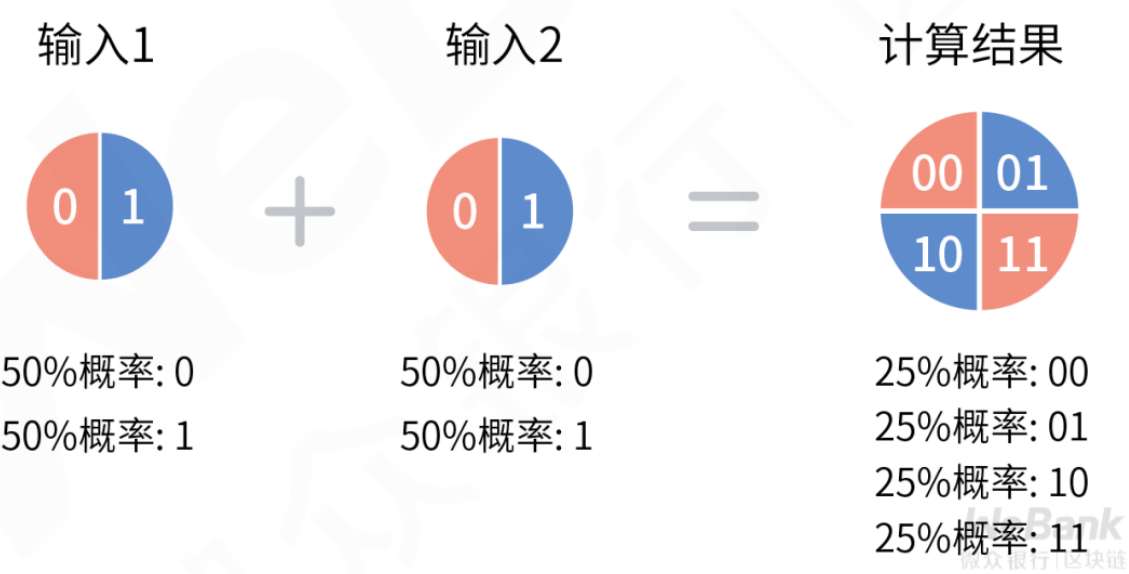 输入1
输入2
计算结果
0 1
+
0 1
=
00 01
10 11
50%概率: 0
50%概率: 1
50%概率: 0
50%概率: 1
25%概率: 00
25%概率: 01
25%概率: 10
25%概率: 11
WeBank
微众银行|区块链